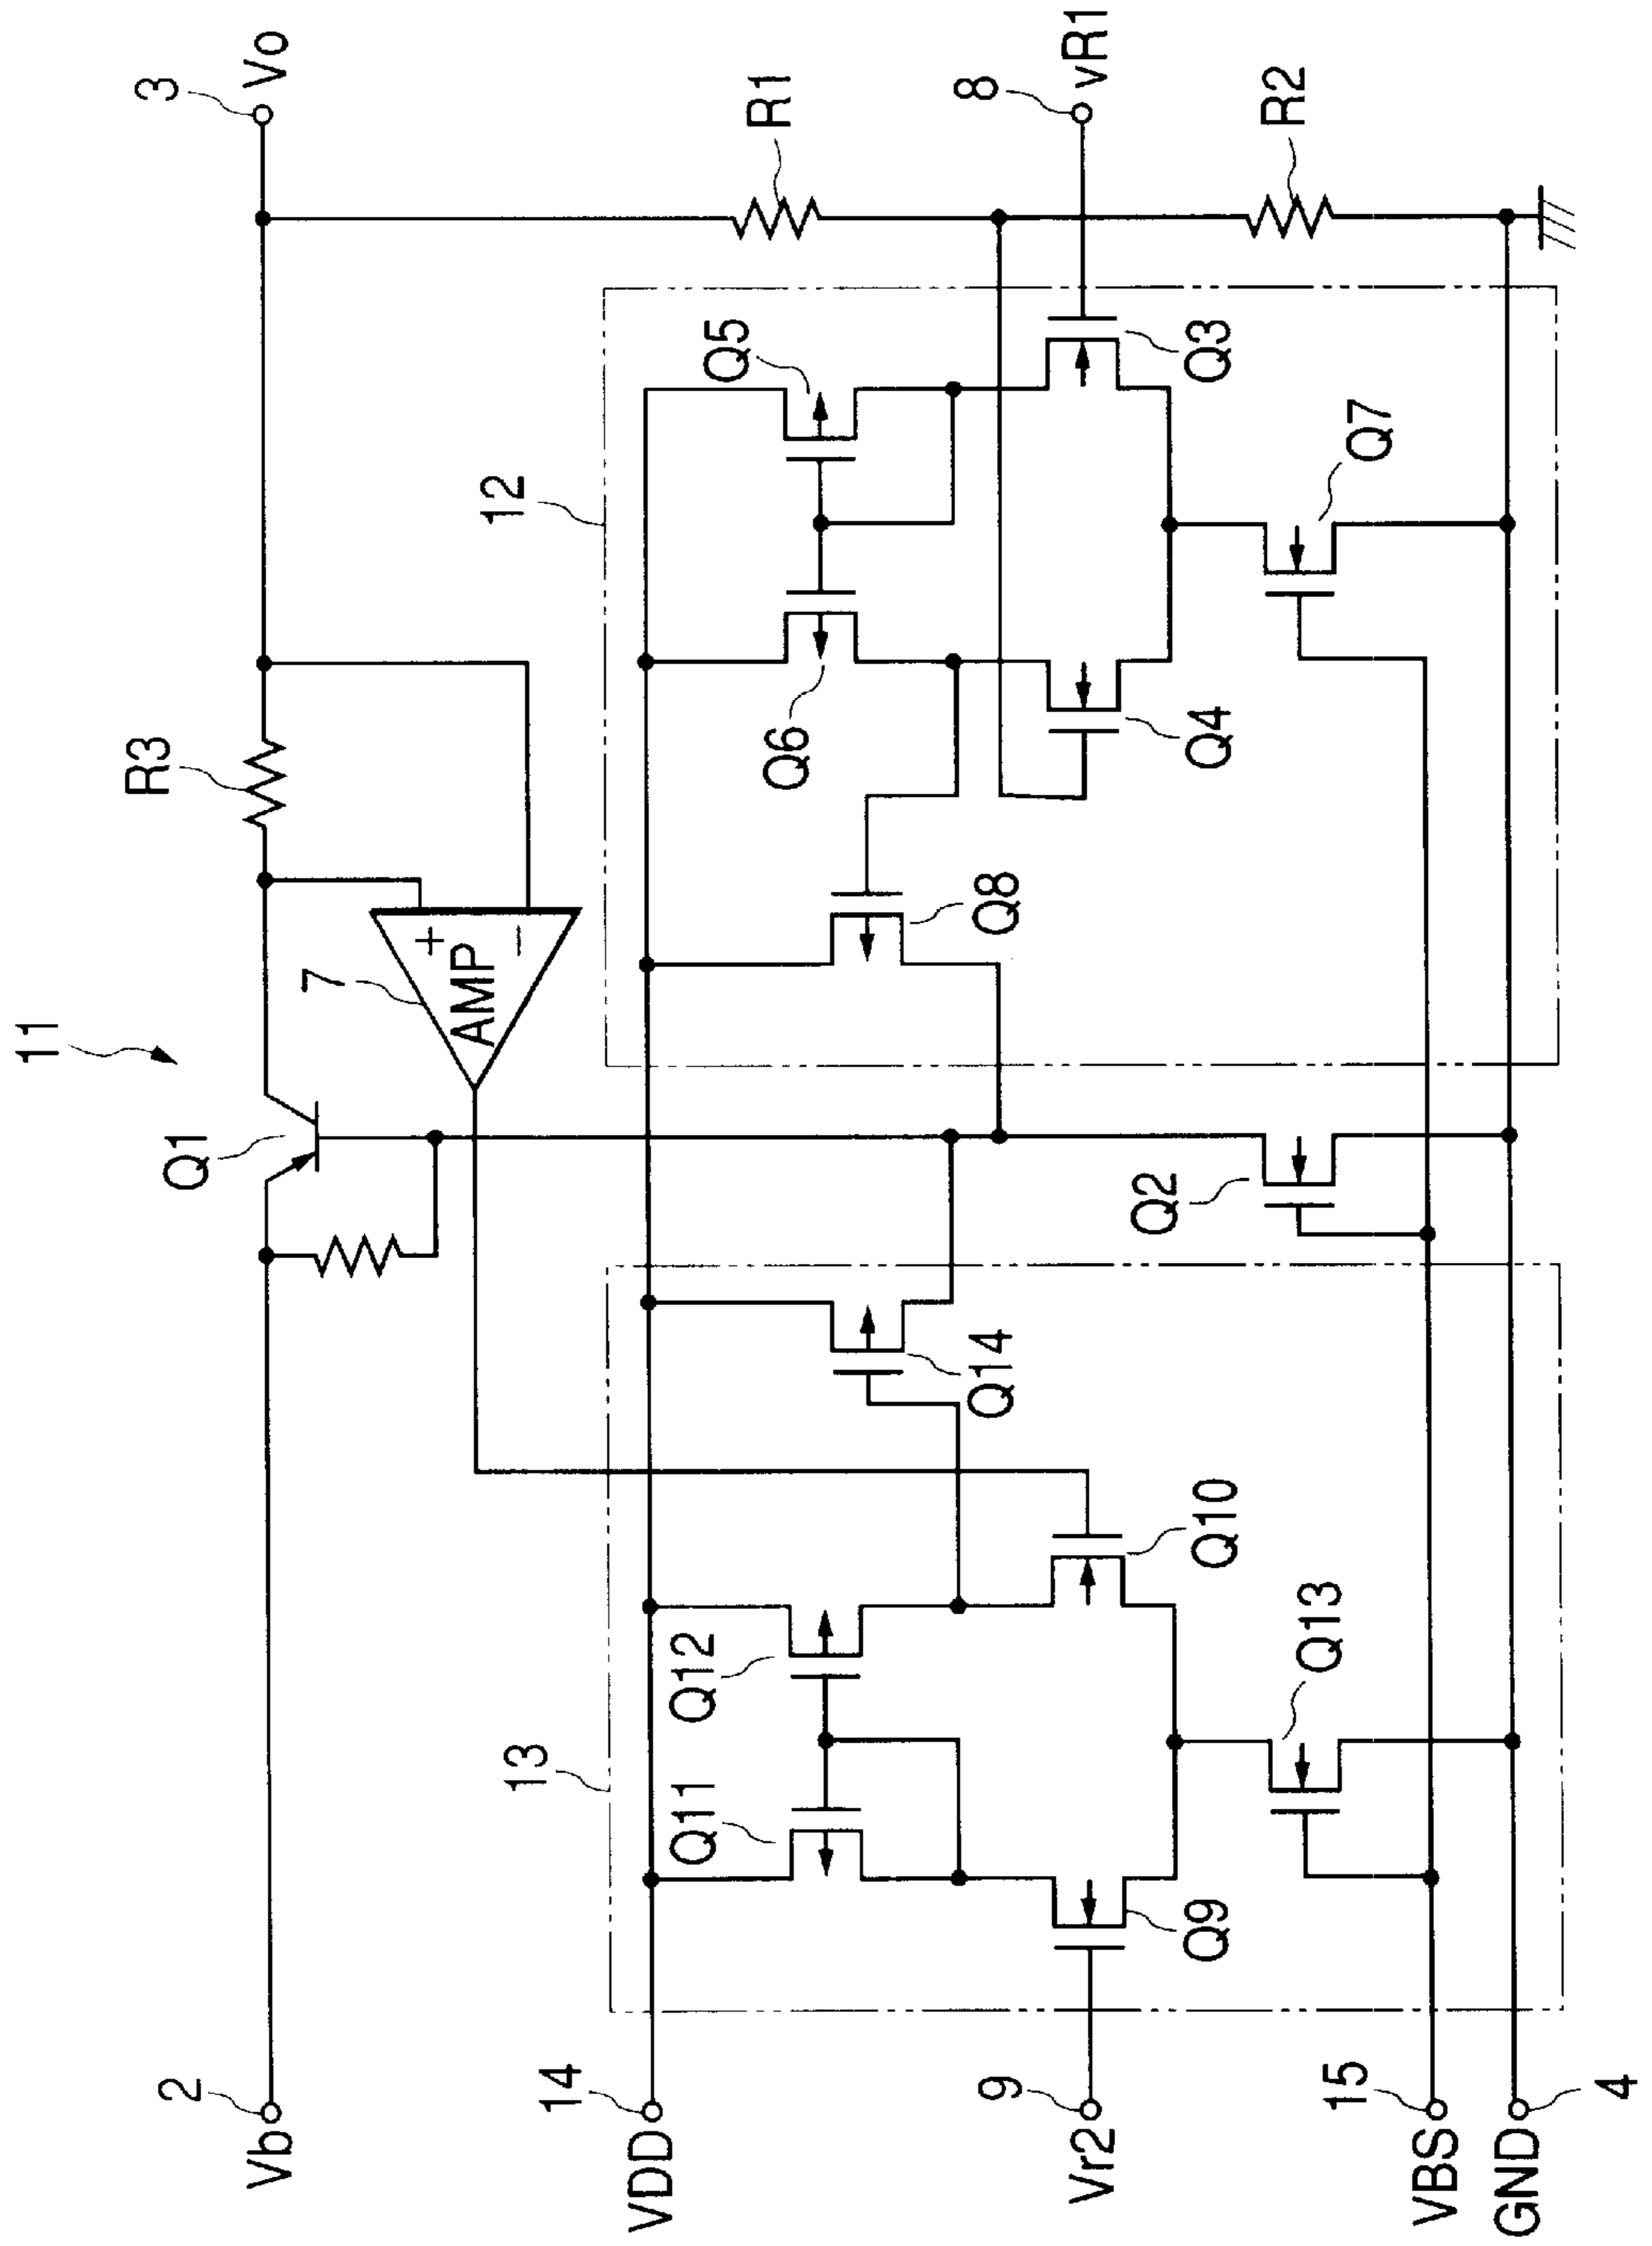 11
2
Vb
Q1
R3
3
Vo
7
+
−
AMP
R1
14
VDD
13
Q11
Q12
Q14
12
Q8
Q6
Q5
8
vR1
9
Vr2
Q9
Q10
Q4
Q3
R2
Q13
Q2
Q7
15
VBS
4
GND